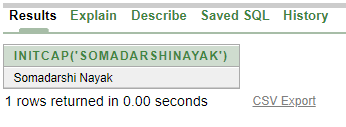 Results Explain Describe Saved SQL History
INITCAP('SOMADARSHINAYAK')
Somadarshi Nayak
1 rows returned in 0.00 seconds CSV Export